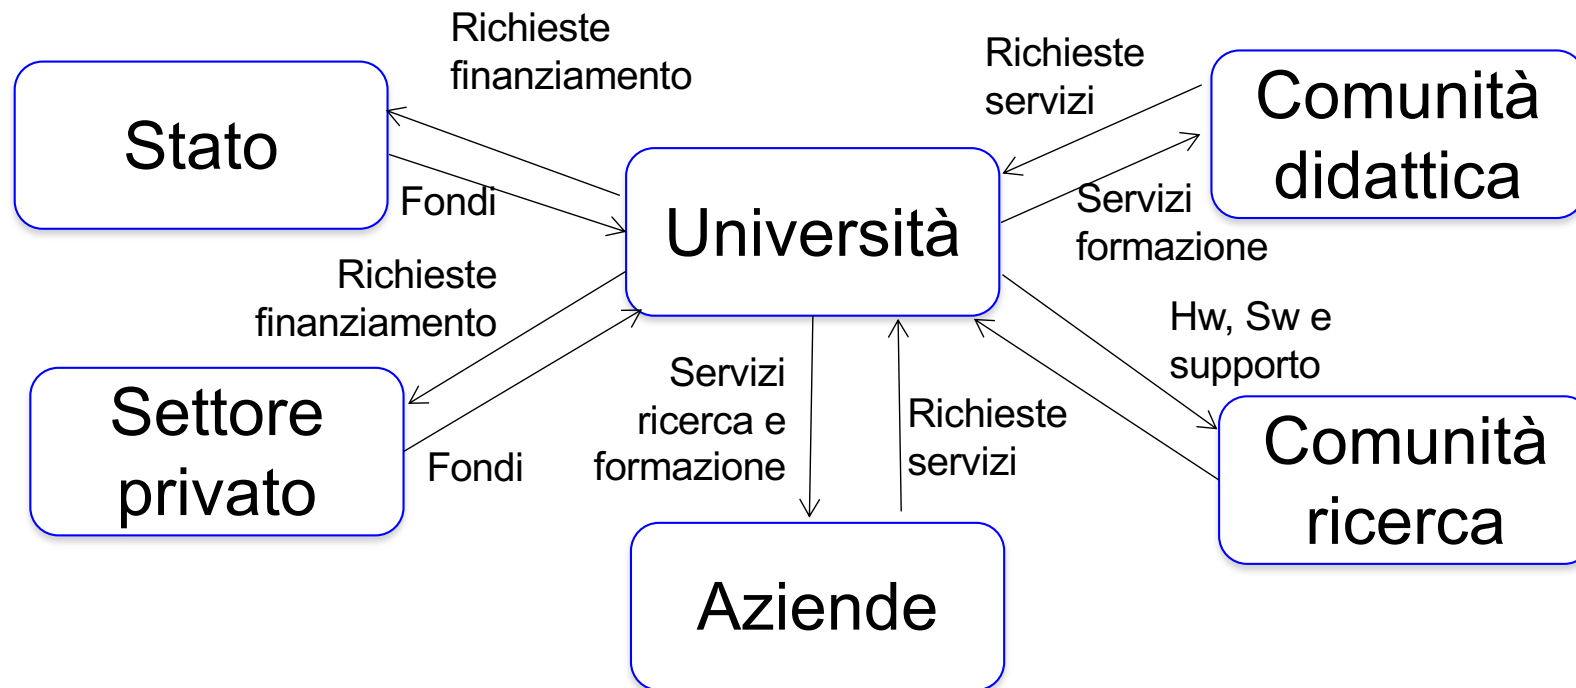 Richieste
finanziamento
Stato
Fondi
Richieste
servizi
Comunità
didattica
Università
Servizi
formazione
Richieste
finanziamento
Settore
privato
Fondi
Servizi
ricerca e
formazione
Richieste
servizi
Hw, Sw e
supporto
Comunità
ricerca
Aziende